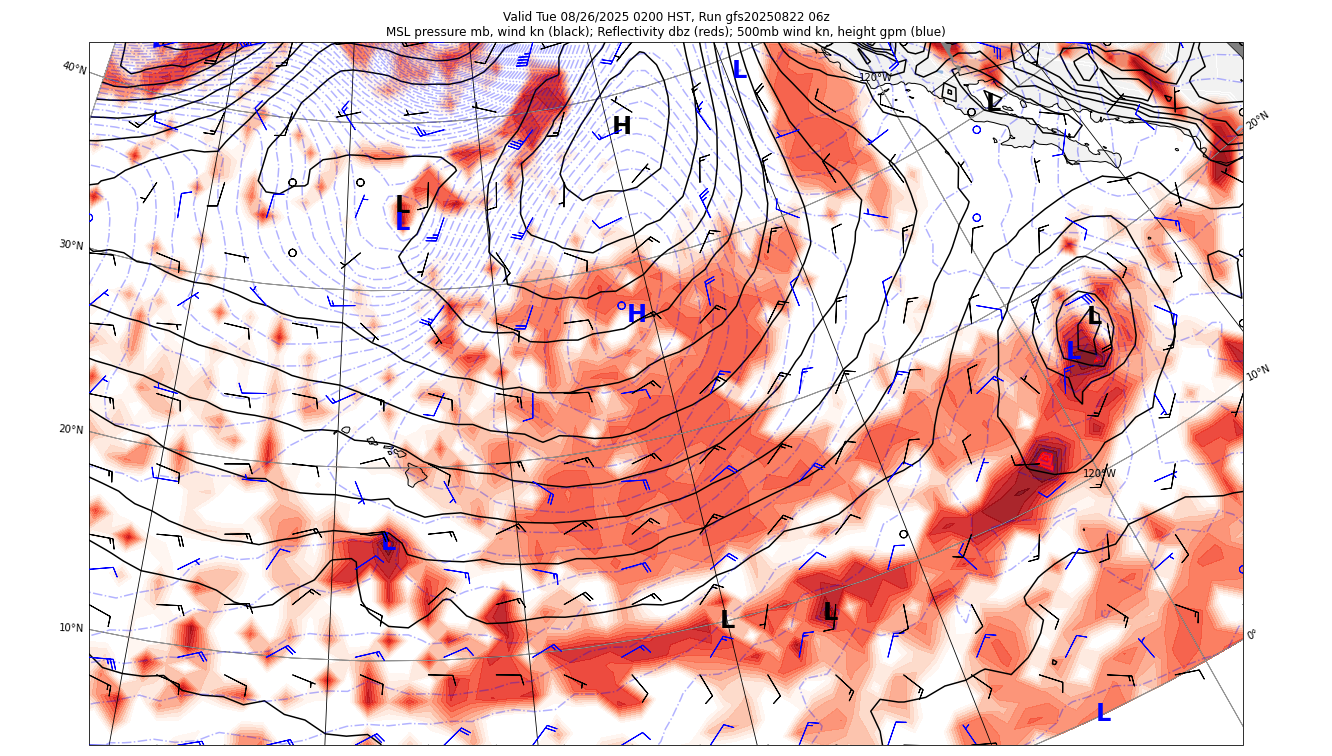 Valid Tue 08/26/2025 0200 HST, Run gfs20250822 06z
MSL pressure mb, wind kn (black); Reflectivity dbz (reds); 500mb wind kn, height gpm (blue)
40°N
L
120°W
L
20°N
H
L
L
30°N
H
L
L
10°N
20°N
120°W
L
10°N
L
L
0°
L